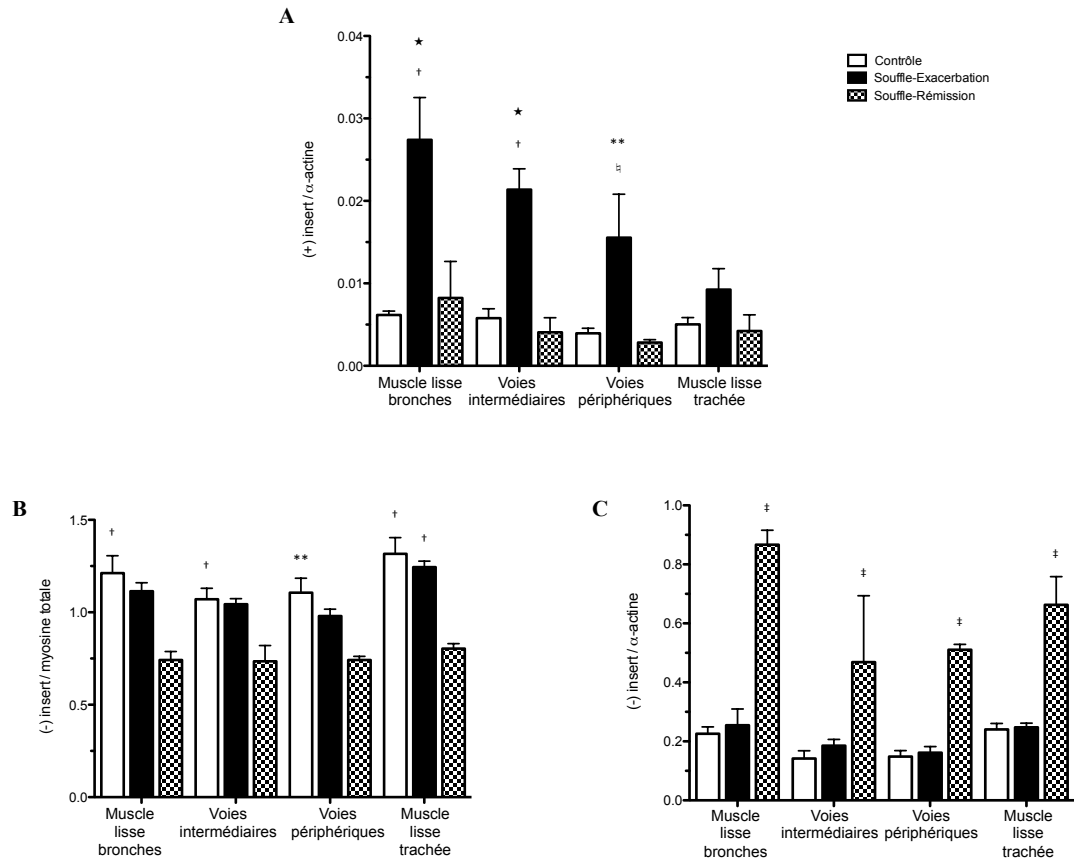 A
Contrôle
Souffle-Exacerbation
Souffle-Rémission
(+) insert / α-actine
0.04
0.03
0.02
0.01
0.00
★
†
★
†
**
♮
Muscle lisse
bronches
Voies
intermédiaires
Voies
périphériques
Muscle lisse
trachée
B
(-) insert / myosine totale
1.5
1.0
0.5
0.0
†
†
**
†
†
Muscle
lisse
bronches
Voies
intermédiaires
Voies
périphériques
Muscle
lisse
trachée
C
(-) insert / α-actine
1.0
0.8
0.6
0.4
0.2
0.0
‡
‡
‡
‡
Muscle
lisse
bronches
Voies
intermédiaires
Voies
périphériques
Muscle
lisse
trachée